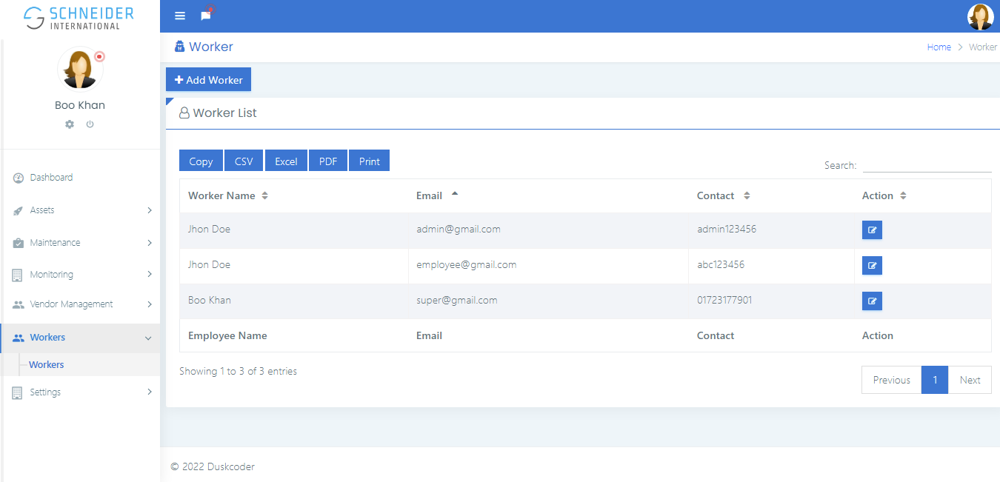 SCHNEIDER
INTERNATIONAL
Boo Khan
Dashboard
Assets
Maintenance
Monitoring
Vendor Management
Workers
Workers
Settings
Worker
Home > Worker
+ Add Worker
Worker List
Copy CSV Excel PDF Print
Search:
Worker Name Email Contact Action
Jhon Doe admin@gmail.com admin123456
Jhon Doe employee@gmail.com abc123456
Boo Khan super@gmail.com 01723177901
Employee Name Email Contact Action
Showing 1 to 3 of 3 entries
Previous 1 Next
© 2022 Duskcoder